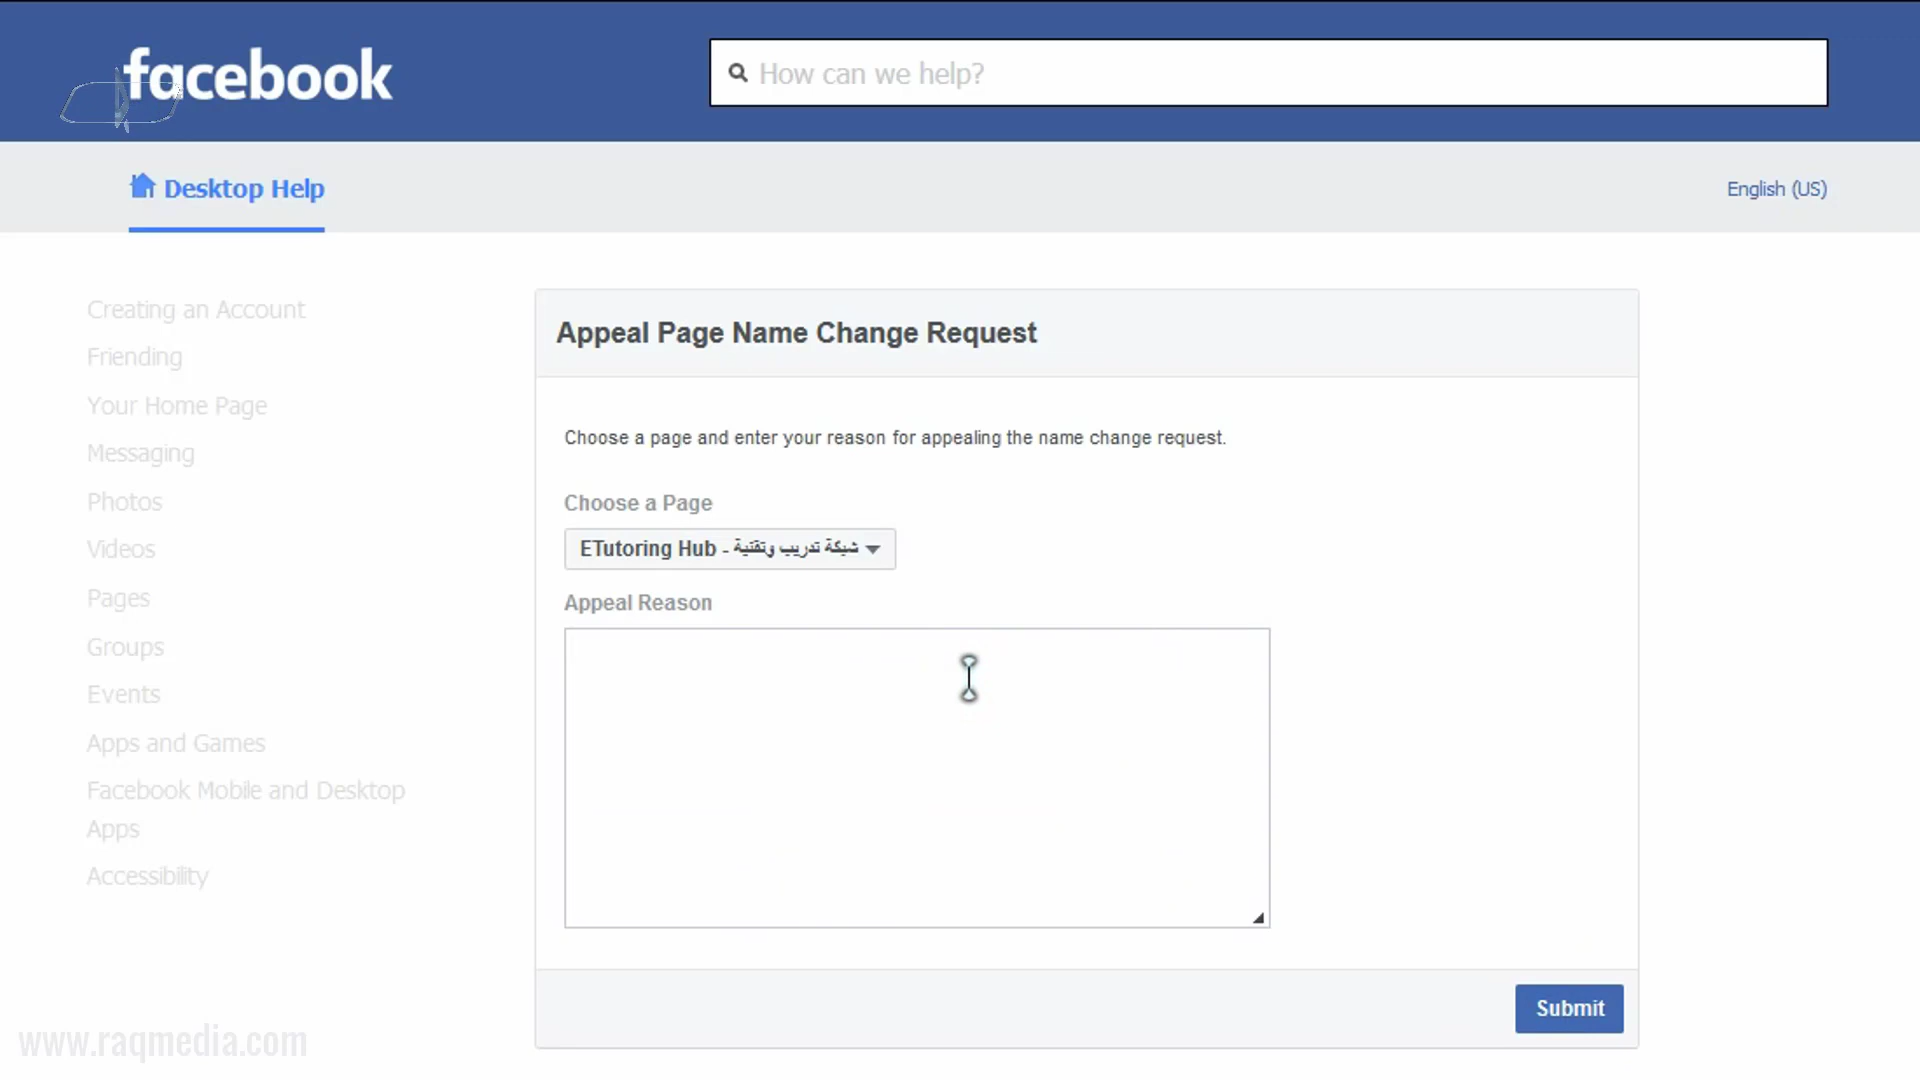 facebook
How can we help?
Desktop Help
English (US)
Creating an Account
Friending
Your Home Page
Messaging
Photos
Videos
Pages
Groups
Events
Apps and Games
Facebook Mobile and Desktop
Apps
Accessibility
Appeal Page Name Change Request
Choose a page and enter your reason for appealing the name change request.
Choose a Page
ETutoring Hub - شبكة تدريب وتقنية
Appeal Reason
Submit
www.raqmedia.com